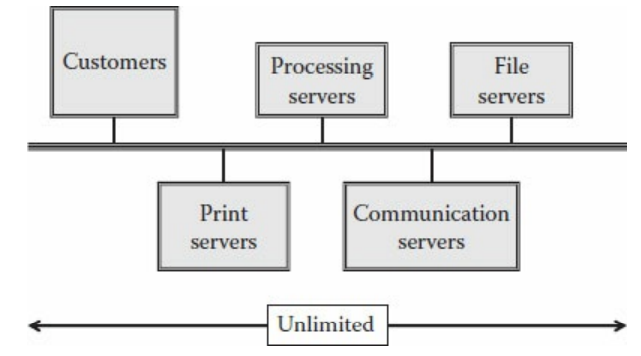 Customers
Processing
servers
File
servers
Print
servers
Communication
servers
Unlimited